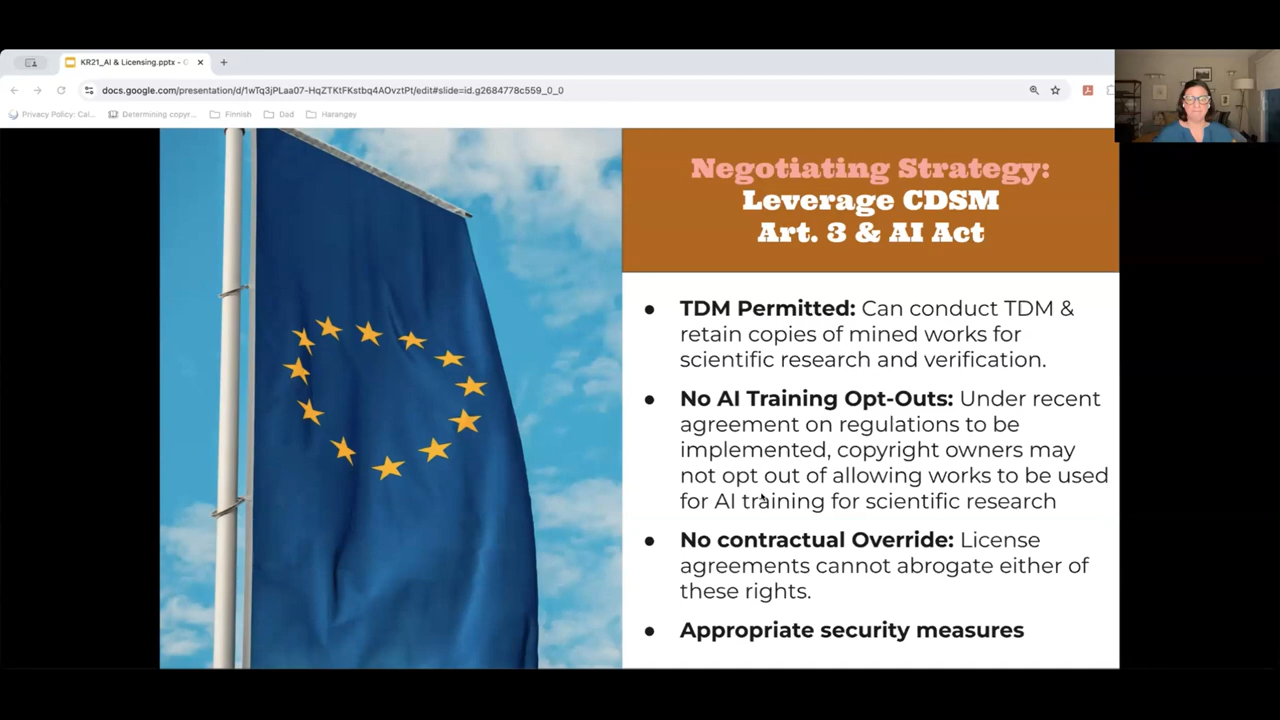 KR21_AI & Licensing.pptx - G
docs.google.com/presentation/d/1wTq3jPLaa07-HqZTKtFKstbq4AOvztPt/edit#slide=id.g2684778c559_0_0
Privacy Policy: Cal... Determining copyr... Finnish Dad Harangey
Negotiating Strategy:
Leverage CDSM
Art. 3 & AI Act
● TDM Permitted: Can conduct TDM &
retain copies of mined works for
scientific research and verification.
● No AI Training Opt-Outs: Under recent
agreement on regulations to be
implemented, copyright owners may
not opt out of allowing works to be used
for AI training for scientific research
● No contractual Override: License
agreements cannot abrogate either of
these rights.
● Appropriate security measures